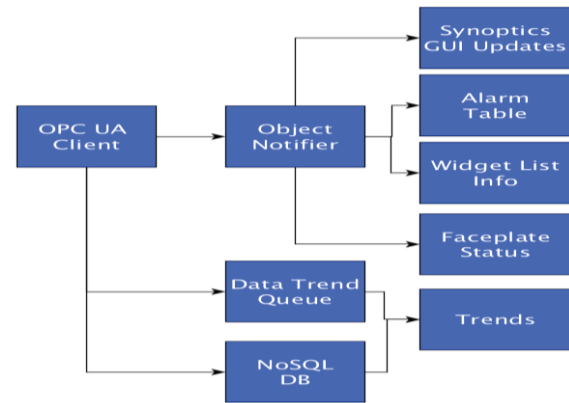 Synoptics
GUI Updates
OPC UA
Client
Object
Notifier
Alarm
Table
Widget List
Info
Faceplate
Status
Data Trend
Queue
Trends
NoSQL
DB